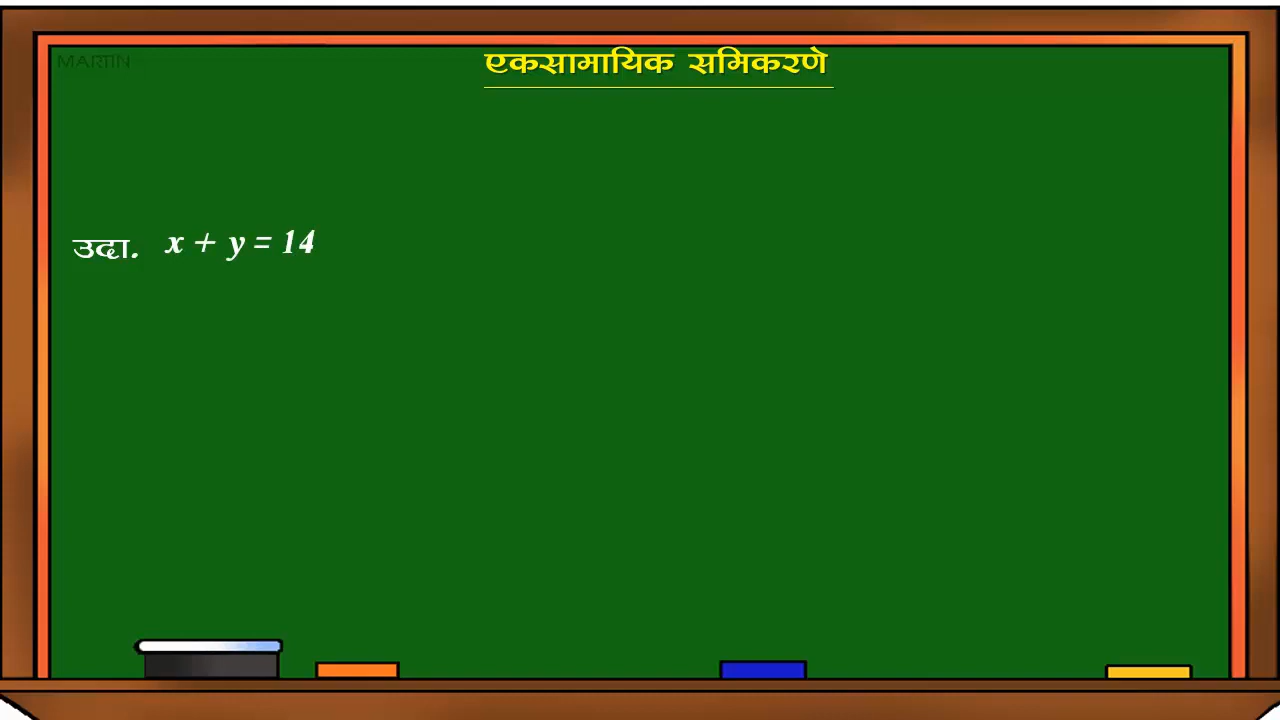 MARTIN
एकसामायिक समिकरणे
उदा. x + y = 14